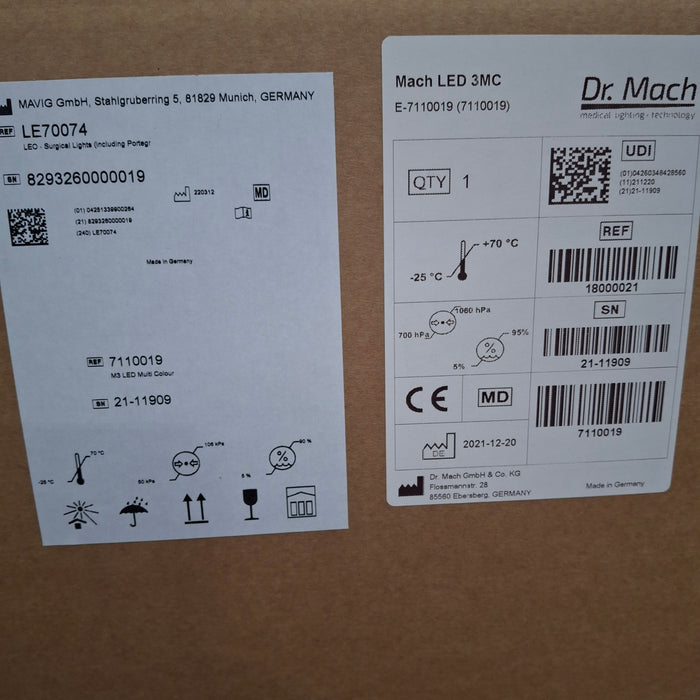 MAVIG GmbH, Stahlgruberring 5, 81829 Munich, GERMANY
REF LE70074
LEO - Surgical Lights (including Portegr
SN 8293260000019
220312
MD
(01) 04251339900264
(21) 8293260000019
(240) LE70074
Made in Germany
REF 7110019
M3 LED Multi Colour
SN 21-11909
-25 °C
70 °C
50 kPa
106 kPa
5 %
90 %
Mach LED 3MC
E-7110019 (7110019)
Dr. Mach
medical lighting · technology
QTY 1
UDI
(01)04260348428560
(11)211220
(21)21-11909
-25 °C
+70 °C
REF
18000021
700 hPa
1060 hPa
5%
95%
SN
21-11909
CE
MD
7110019
DE
2021-12-20
Dr. Mach GmbH & Co. KG
Flossmannstr. 28
85560 Ebersberg, GERMANY
Made in Germany